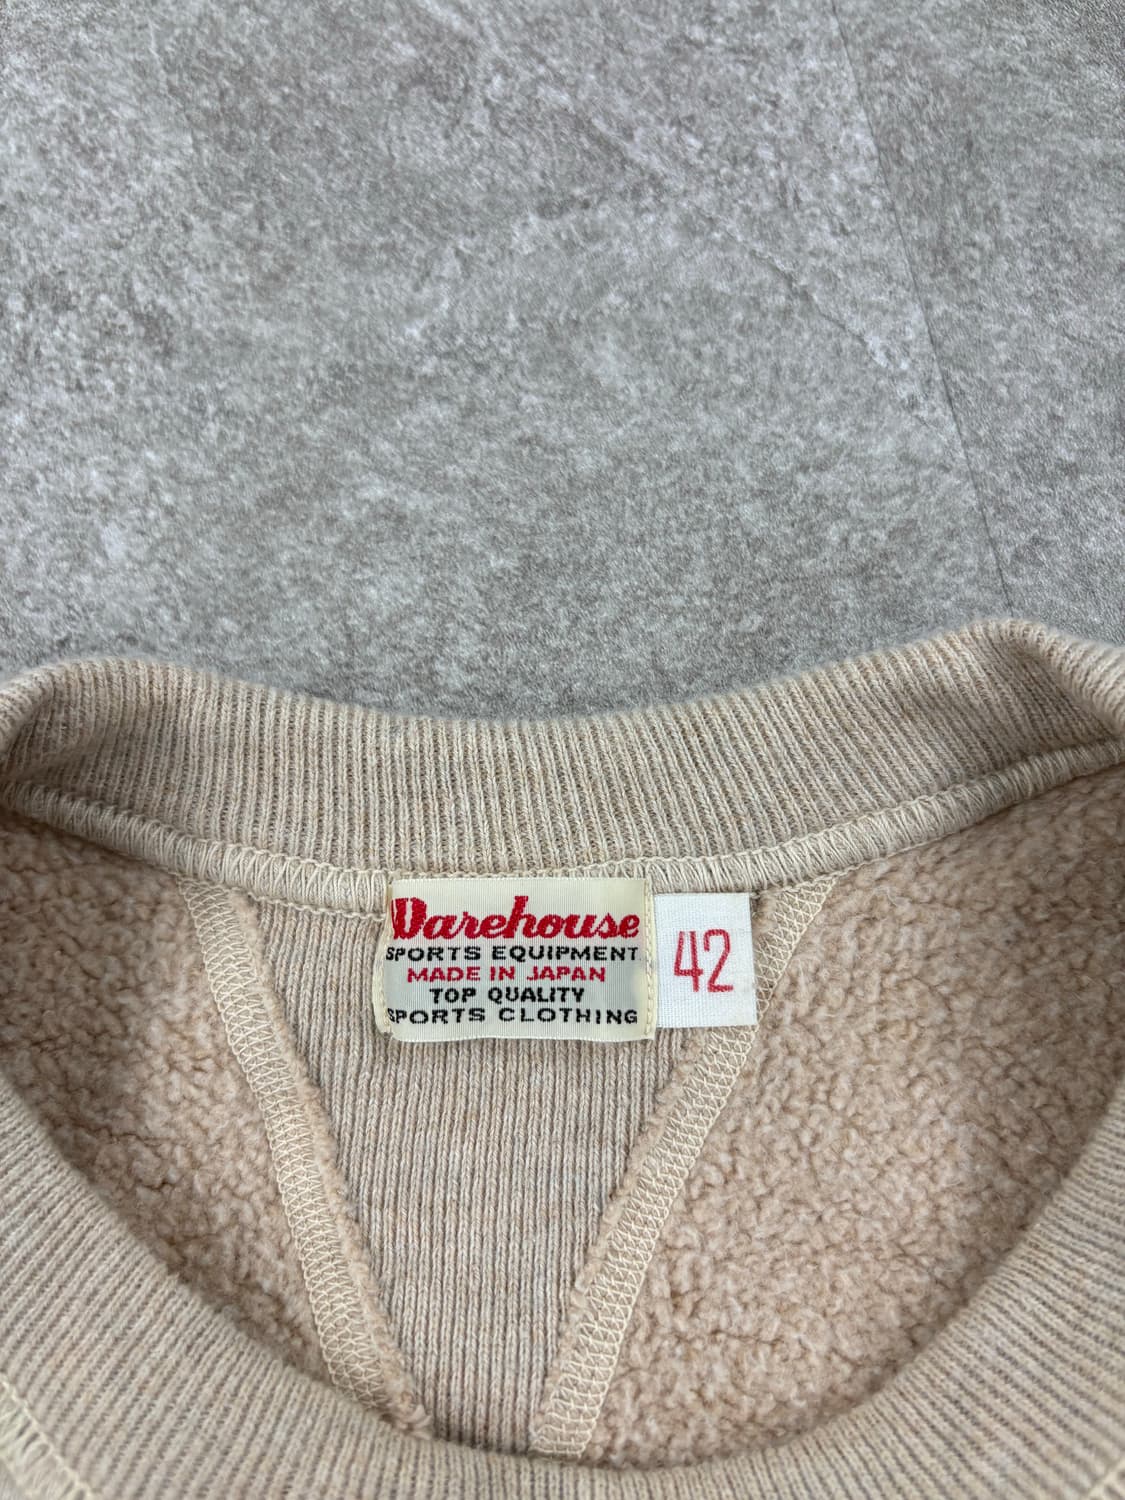 Warehouse
SPORTS EQUIPMENT
MADE IN JAPAN
TOP QUALITY
SPORTS CLOTHING
42